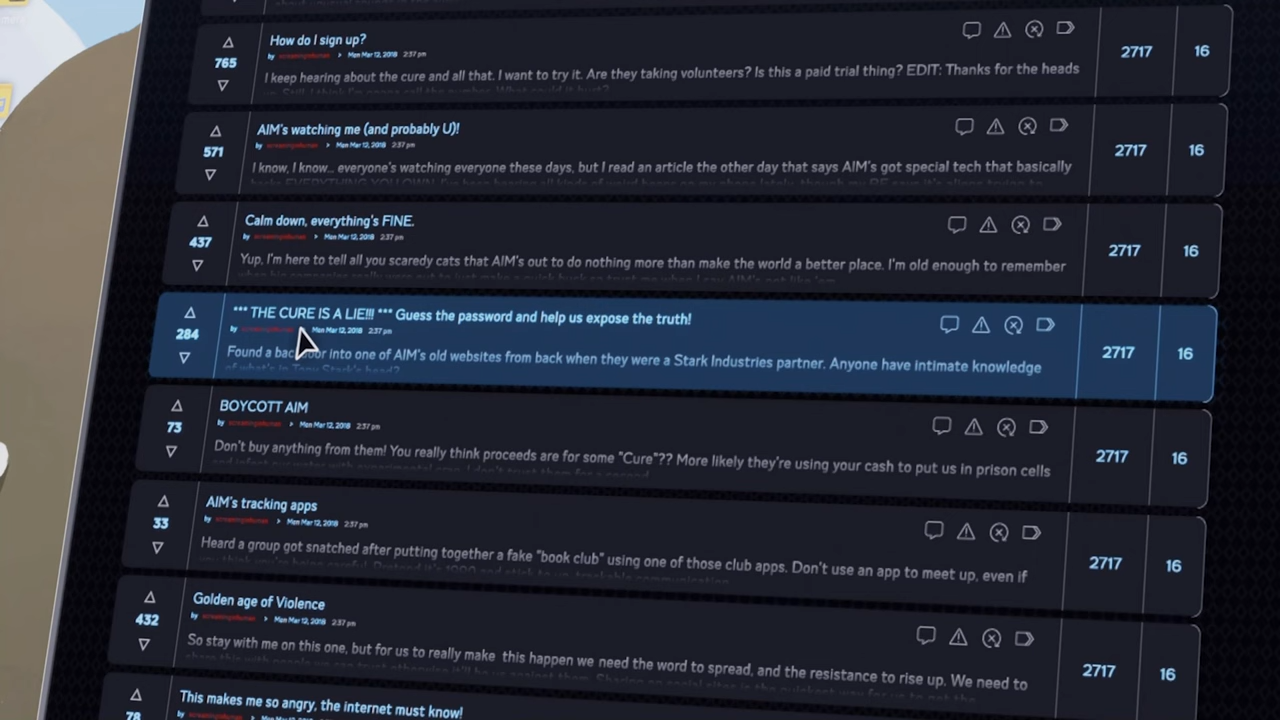 How do I sign up?
765
by Mon Mar 12, 2018 2:37 pm
I keep hearing about the cure and all that. I want to try it. Are they taking volunteers? Is this a paid trial thing? EDIT: Thanks for the heads
2717 16
AIM's watching me (and probably U)!
571
by Mon Mar 12, 2018 2:37 pm
I know, I know... everyone's watching everyone these days, but I read an article the other day that says AIM's got special tech that basically
2717 16
Calm down, everything's FINE.
437
by Mon Mar 12, 2018 2:37 pm
Yup, I'm here to tell all you scaredy cats that AIM's out to do nothing more than make the world a better place. I'm old enough to remember
2717 16
*** THE CURE IS A LIE!!! *** Guess the password and help us expose the truth!
284
by Mon Mar 12, 2018 2:37 pm
Found a backdoor into one of AIM's old websites from back when they were a Stark Industries partner. Anyone have intimate knowledge
of what's in Tony Stark's head?
2717 16
BOYCOTT AIM
73
by Mon Mar 12, 2018 2:37 pm
Don't buy anything from them! You really think proceeds are for some "Cure"?? More likely they're using your cash to put us in prison cells
2717 16
AIM's tracking apps
33
by Mon Mar 12, 2018 2:37 pm
Heard a group got snatched after putting together a fake "book club" using one of those club apps. Don't use an app to meet up, even if
2717 16
Golden age of Violence
432
by Mon Mar 12, 2018 2:37 pm
So stay with me on this one, but for us to really make this happen we need the word to spread, and the resistance to rise up. We need to
2717 16
This makes me so angry, the internet must know!
78